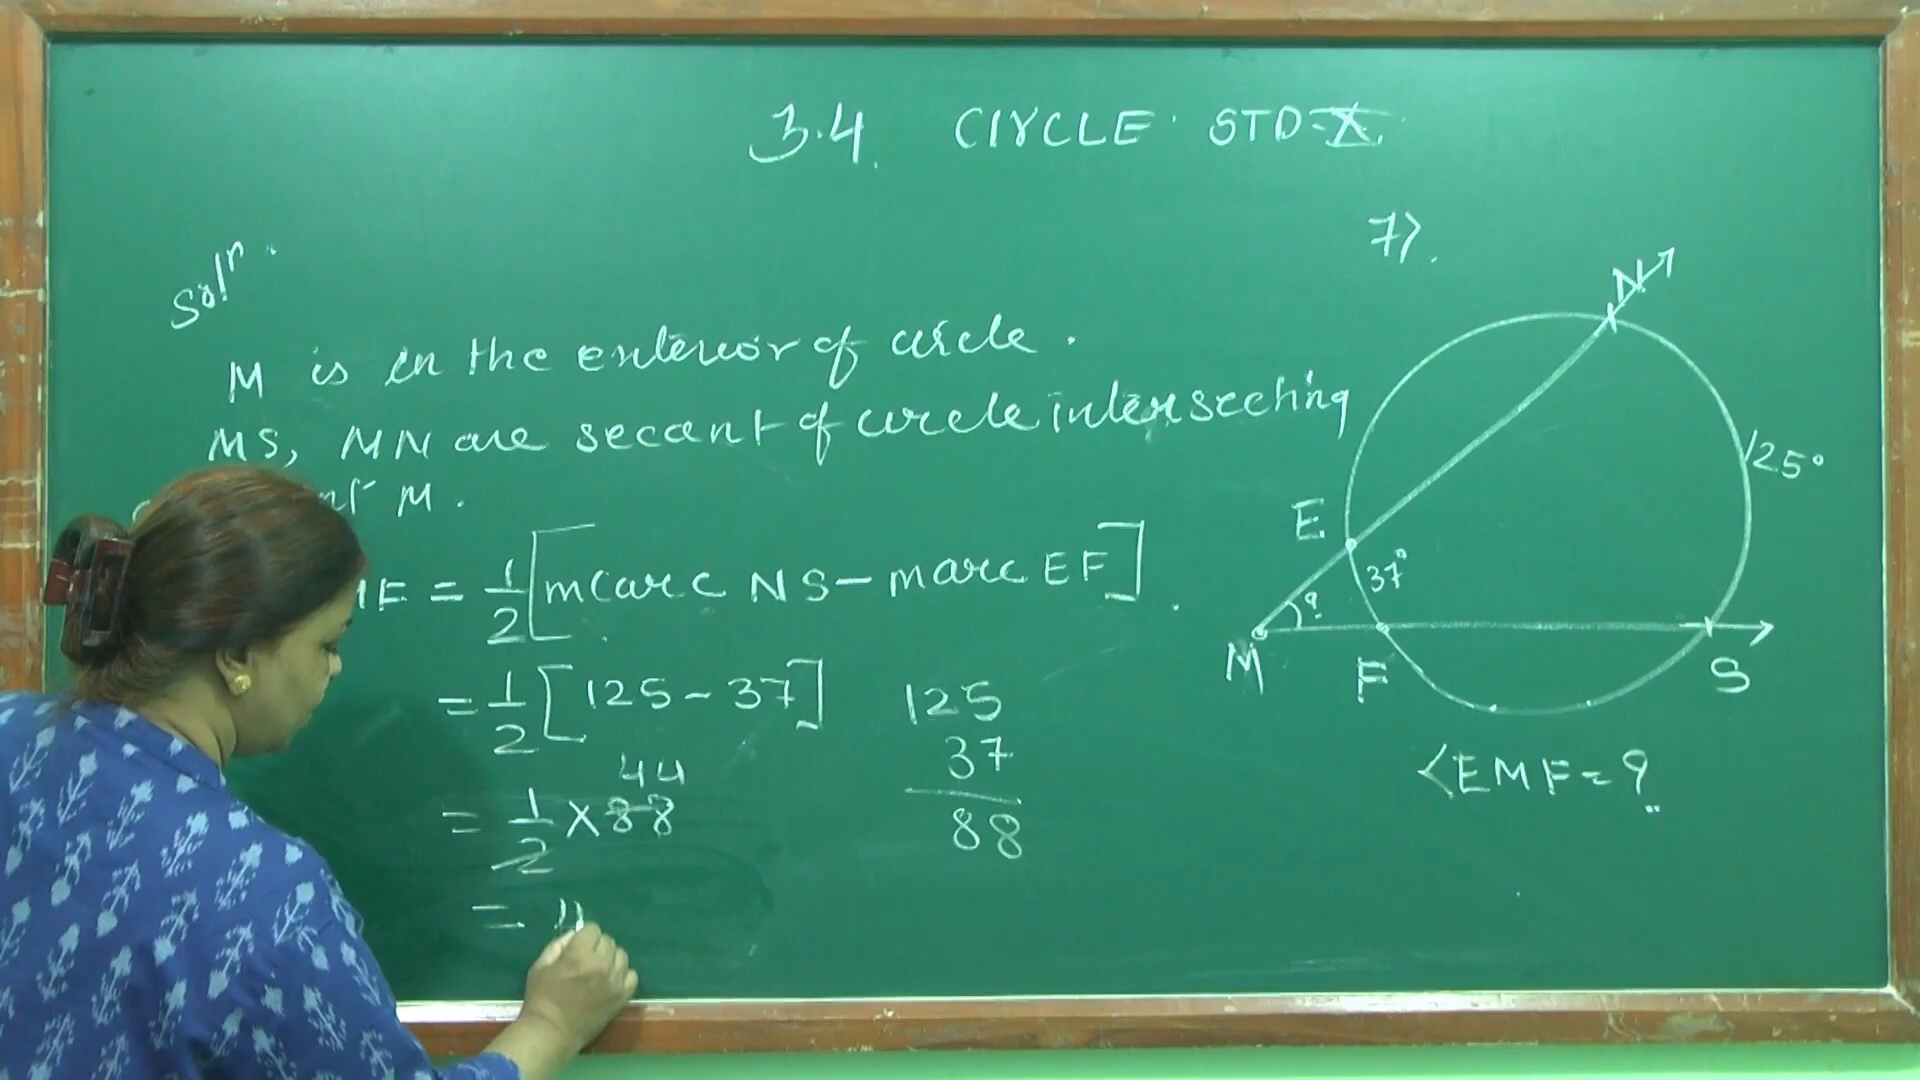 3.4 CIRCLE STD-X
Soln.
M is in the exterior of circle.
MS, MN are secant of circle intersecting
M.
MF = 1/2 [m(arc NS - m arc EF]
= 1/2 [125 - 37]
44
= 1/2 × 88
=
125
37
88
7).
N
125°
E
37°
?
M
F
S
<EMF = ?